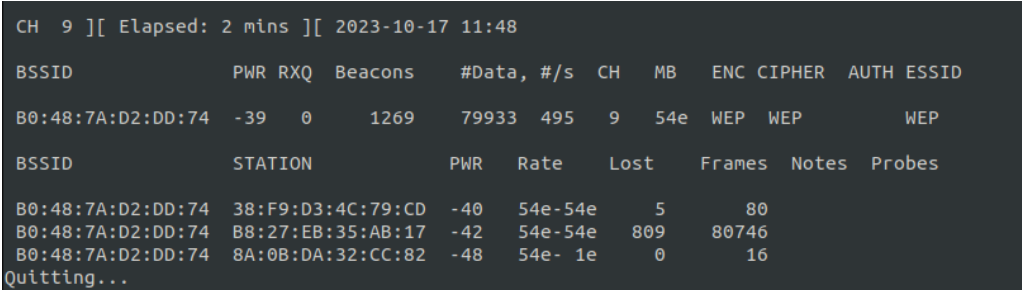 CH 9 ][ Elapsed: 2 mins ][ 2023-10-17 11:48
BSSID PWR RXQ Beacons #Data, #/s CH MB ENC CIPHER AUTH ESSID
B0:48:7A:D2:DD:74 -39 0 1269 79933 495 9 54e WEP WEP WEP
BSSID STATION PWR Rate Lost Frames Notes Probes
B0:48:7A:D2:DD:74 38:F9:D3:4C:79:CD -40 54e-54e 5 80
B0:48:7A:D2:DD:74 B8:27:EB:35:AB:17 -42 54e-54e 809 80746
B0:48:7A:D2:DD:74 8A:0B:DA:32:CC:82 -48 54e- 1e 0 16
Quitting...